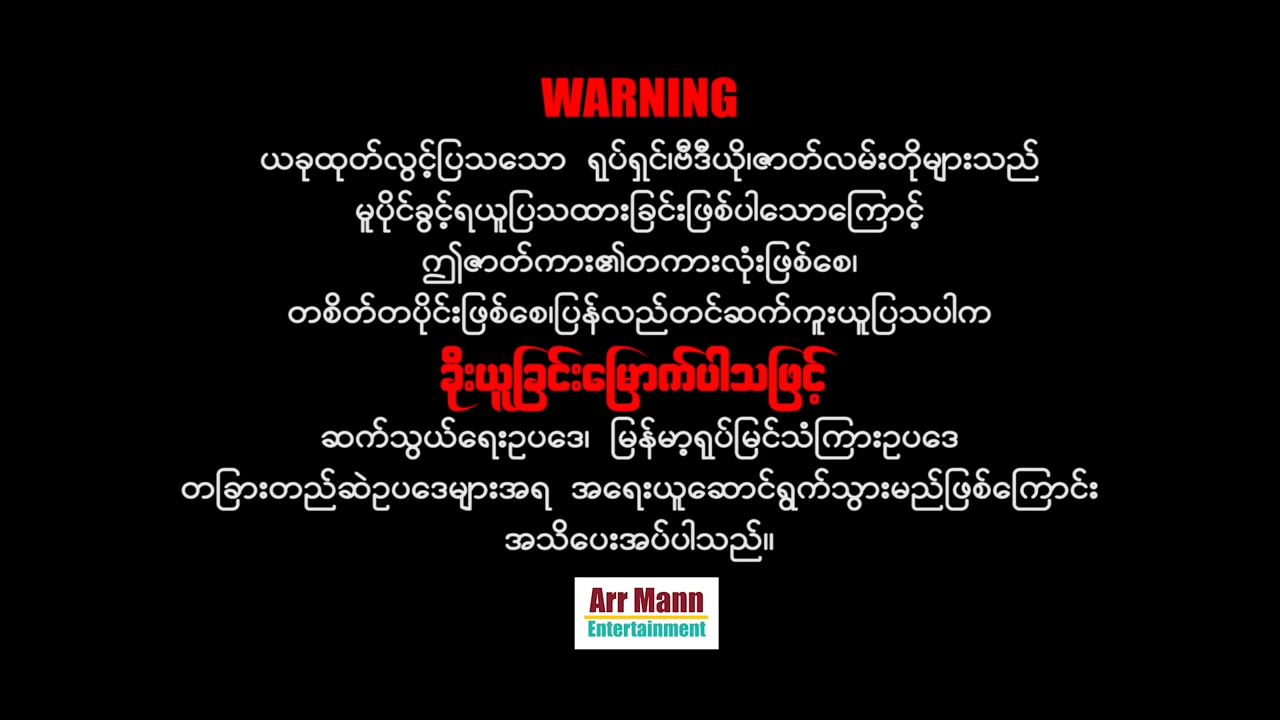 WARNING
ယခုထုတ်လွှင့်ပြသသော ရုပ်ရှင်၊ဗီဒီယို၊ဇာတ်လမ်းတိုများသည်
မူပိုင်ခွင့်ရယူပြသထားခြင်းဖြစ်ပါသောကြောင့်
ဤဇာတ်ကား၏တကားလုံးဖြစ်စေ၊
တစိတ်တပိုင်းဖြစ်စေ၊ပြန်လည်တင်ဆက်ကူးယူပြသပါက
ခိုးယူခြင်းမြောက်ပါသဖြင့်
ဆက်သွယ်ရေးဥပဒေ၊ မြန်မာ့ရုပ်မြင်သံကြားဥပဒေ
တခြားတည်ဆဲဥပဒေများအရ အရေးယူဆောင်ရွက်သွားမည်ဖြစ်ကြောင်း
အသိပေးအပ်ပါသည်။
Arr Mann
Entertainment